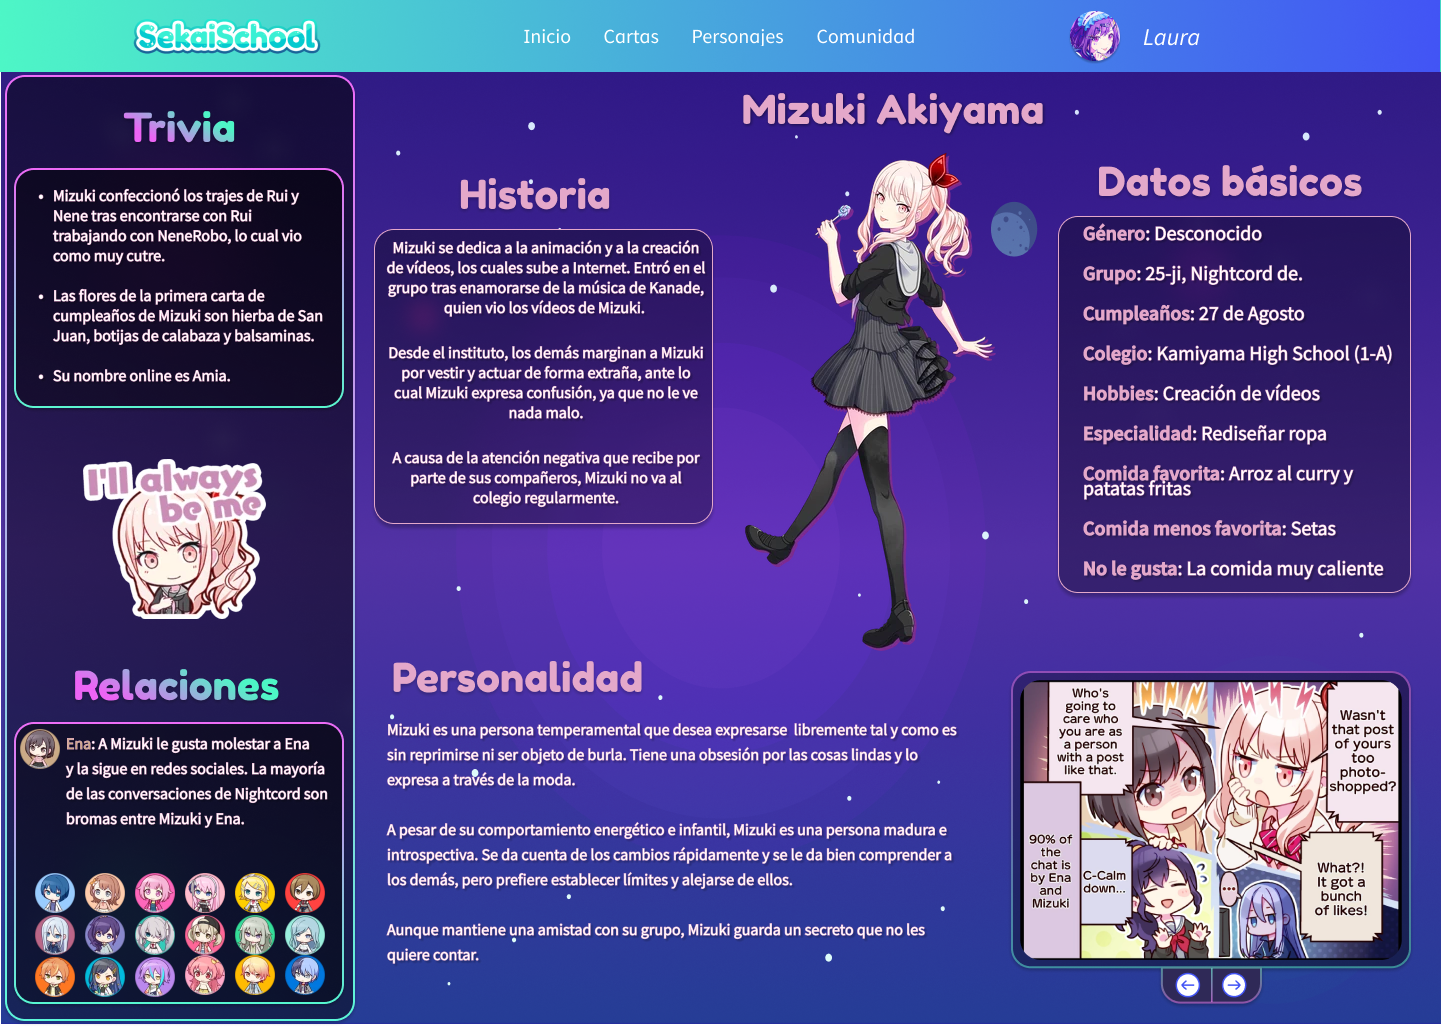 SekaiSchool
Inicio
Cartas
Personajes
Comunidad
Laura
Trivia
• Mizuki confeccionó los trajes de Rui y
Nene tras encontrarse con Rui
trabajando con NeneRobo, lo cual vio
como muy cutre.
• Las flores de la primera carta de
cumpleaños de Mizuki son hierba de San
Juan, botijas de calabaza y balsaminas.
• Su nombre online es Amia.
I'll always
be me
Relaciones
Ena: A Mizuki le gusta molestar a Ena
y la sigue en redes sociales. La mayoría
de las conversaciones de Nightcord son
bromas entre Mizuki y Ena.
Mizuki Akiyama
Historia
Mizuki se dedica a la animación y a la creación
de vídeos, los cuales sube a Internet. Entró en el
grupo tras enamorarse de la música de Kanade,
quien vio los vídeos de Mizuki.
Desde el instituto, los demás marginan a Mizuki
por vestir y actuar de forma extraña, ante lo
cual Mizuki expresa confusión, ya que no le ve
nada malo.
A causa de la atención negativa que recibe por
parte de sus compañeros, Mizuki no va al
colegio regularmente.
Datos básicos
Género: Desconocido
Grupo: 25-ji, Nightcord de.
Cumpleaños: 27 de Agosto
Colegio: Kamiyama High School (1-A)
Hobbies: Creación de vídeos
Especialidad: Rediseñar ropa
Comida favorita: Arroz al curry y
patatas fritas
Comida menos favorita: Setas
No le gusta: La comida muy caliente
Personalidad
Mizuki es una persona temperamental que desea expresarse  libremente tal y como es
sin reprimirse ni ser objeto de burla. Tiene una obsesión por las cosas lindas y lo
expresa a través de la moda.
A pesar de su comportamiento energético e infantil, Mizuki es una persona madura e
introspectiva. Se da cuenta de los cambios rápidamente y se le da bien comprender a
los demás, pero prefiere establecer límites y alejarse de ellos.
Aunque mantiene una amistad con su grupo, Mizuki guarda un secreto que no les
quiere contar.
Wasn't
that post
of yours
too
photo-
shopped?
Who's
going to
care who
you are as
a person
with a post
like that.
What?!
It got a
bunch
of likes!
...
C-Calm
down...
90% of
the
chat is
by Ena
and
Mizuki